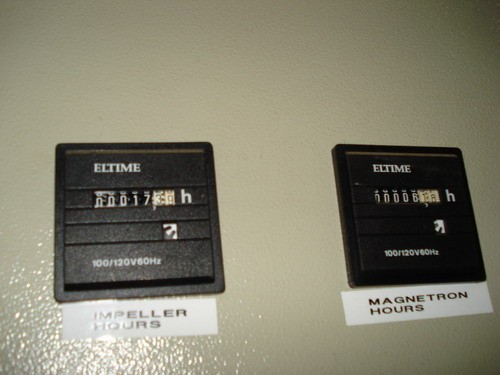 ELTIME
h
100/120V60Hz
IMPELLER
HOURS
ELTIME
h
100/120V60Hz
MAGNETRON
HOURS